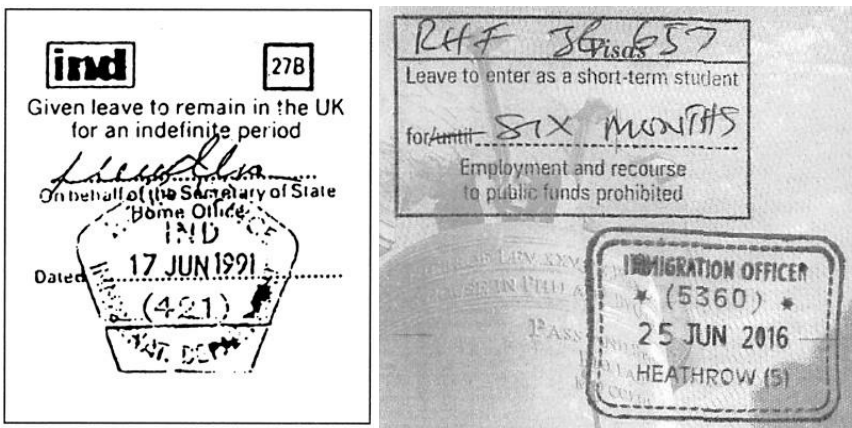 ind
27B
Given leave to remain in the UK
for an indefinite period
On behalf of the Secretary of State
Home Office
IND
Dated 17 JUN 1991
(421)
NAT. DEPT
RHF 36 657
Visas
Leave to enter as a short-term student
for/until SIX MONTHS
Employment and recourse
to public funds prohibited
IMMIGRATION OFFICER
(5360)
25 JUN 2016
HEATHROW (5)